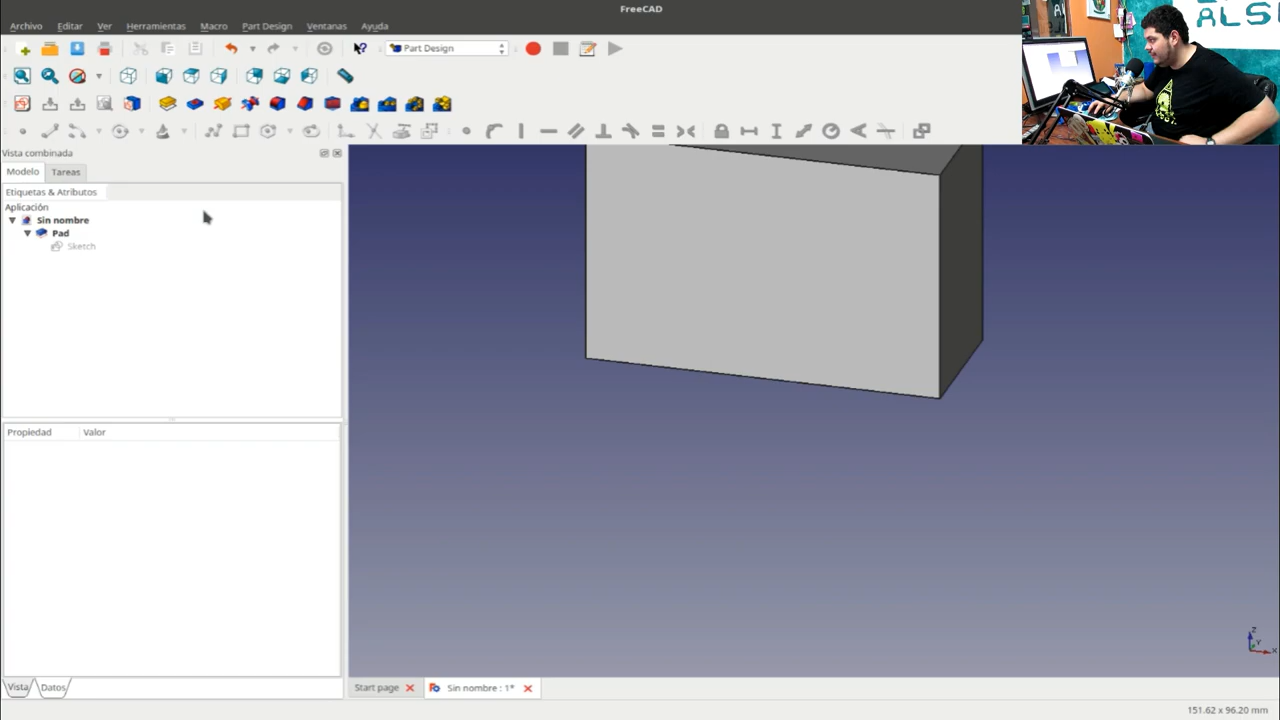 FreeCAD
Archivo Editar Ver Herramientas Macro Part Design Ventanas Ayuda
Part Design
Vista combinada
Modelo Tareas
Etiquetas & Atributos
Aplicación
Sin nombre
Pad
Sketch
Propiedad Valor
Vista Datos
Start page Sin nombre : 1*
151.62 x 96.20 mm
Z
Y
X
ALS